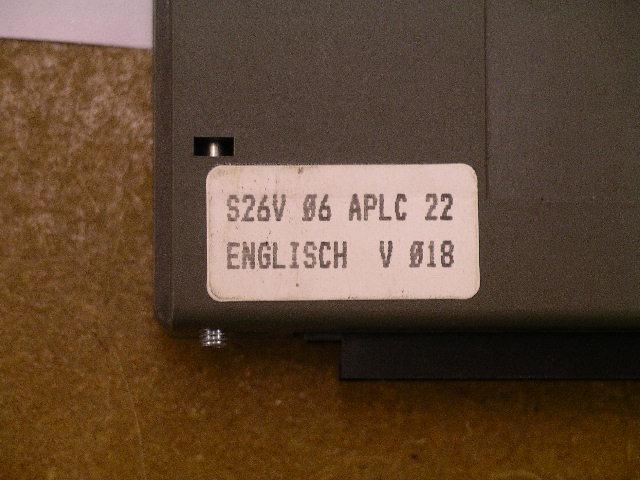 S26V Ø6 APLC 22
ENGLISCH V Ø18